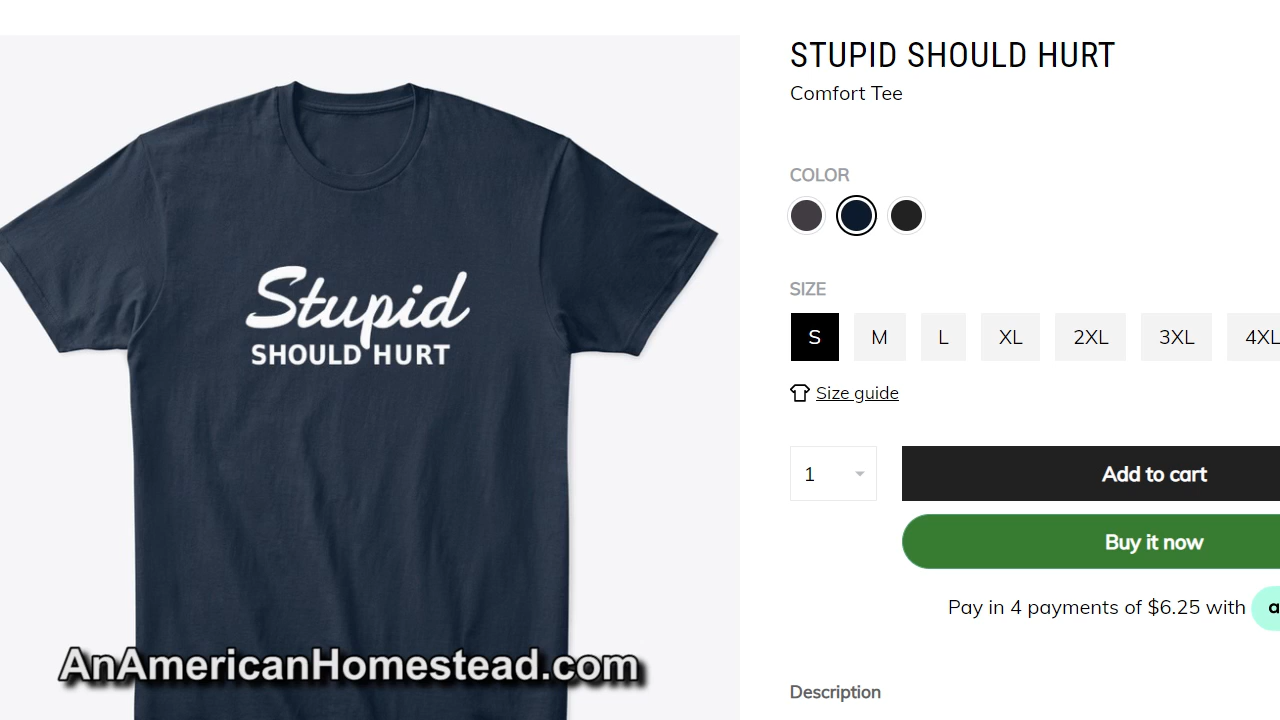 STUPID SHOULD HURT
Comfort Tee
COLOR
SIZE
S M L XL 2XL 3XL 4XL
Size guide
1 Add to cart
Buy it now
Pay in 4 payments of $6.25 with
Description
Stupid
SHOULD HURT
AnAmericanHomestead.com